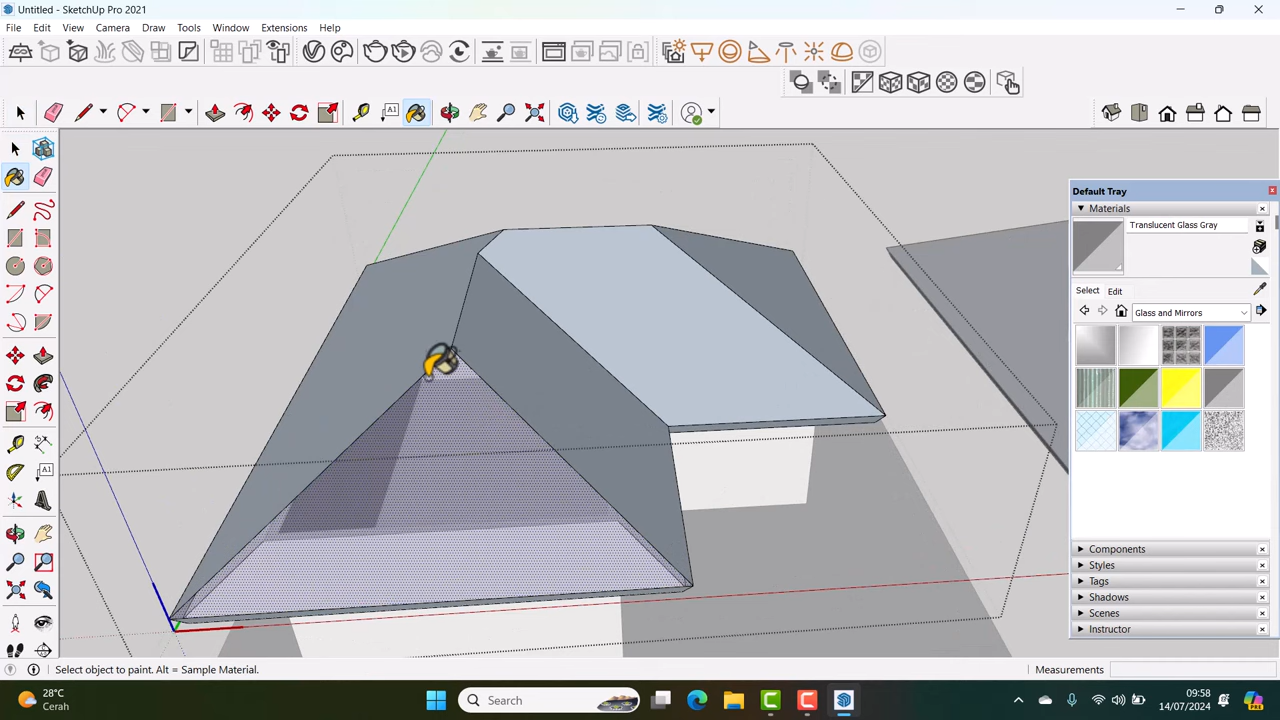 Untitled - SketchUp Pro 2021
File Edit View Camera Draw Tools Window Extensions Help
A1
Default Tray
Materials
Translucent Glass Gray
Select Edit
Glass and Mirrors
A1
Components
Styles
Tags
Shadows
Scenes
Instructor
Select object to paint. Alt = Sample Material.
Measurements
28°C
Cerah
Search
09:58
14/07/2024